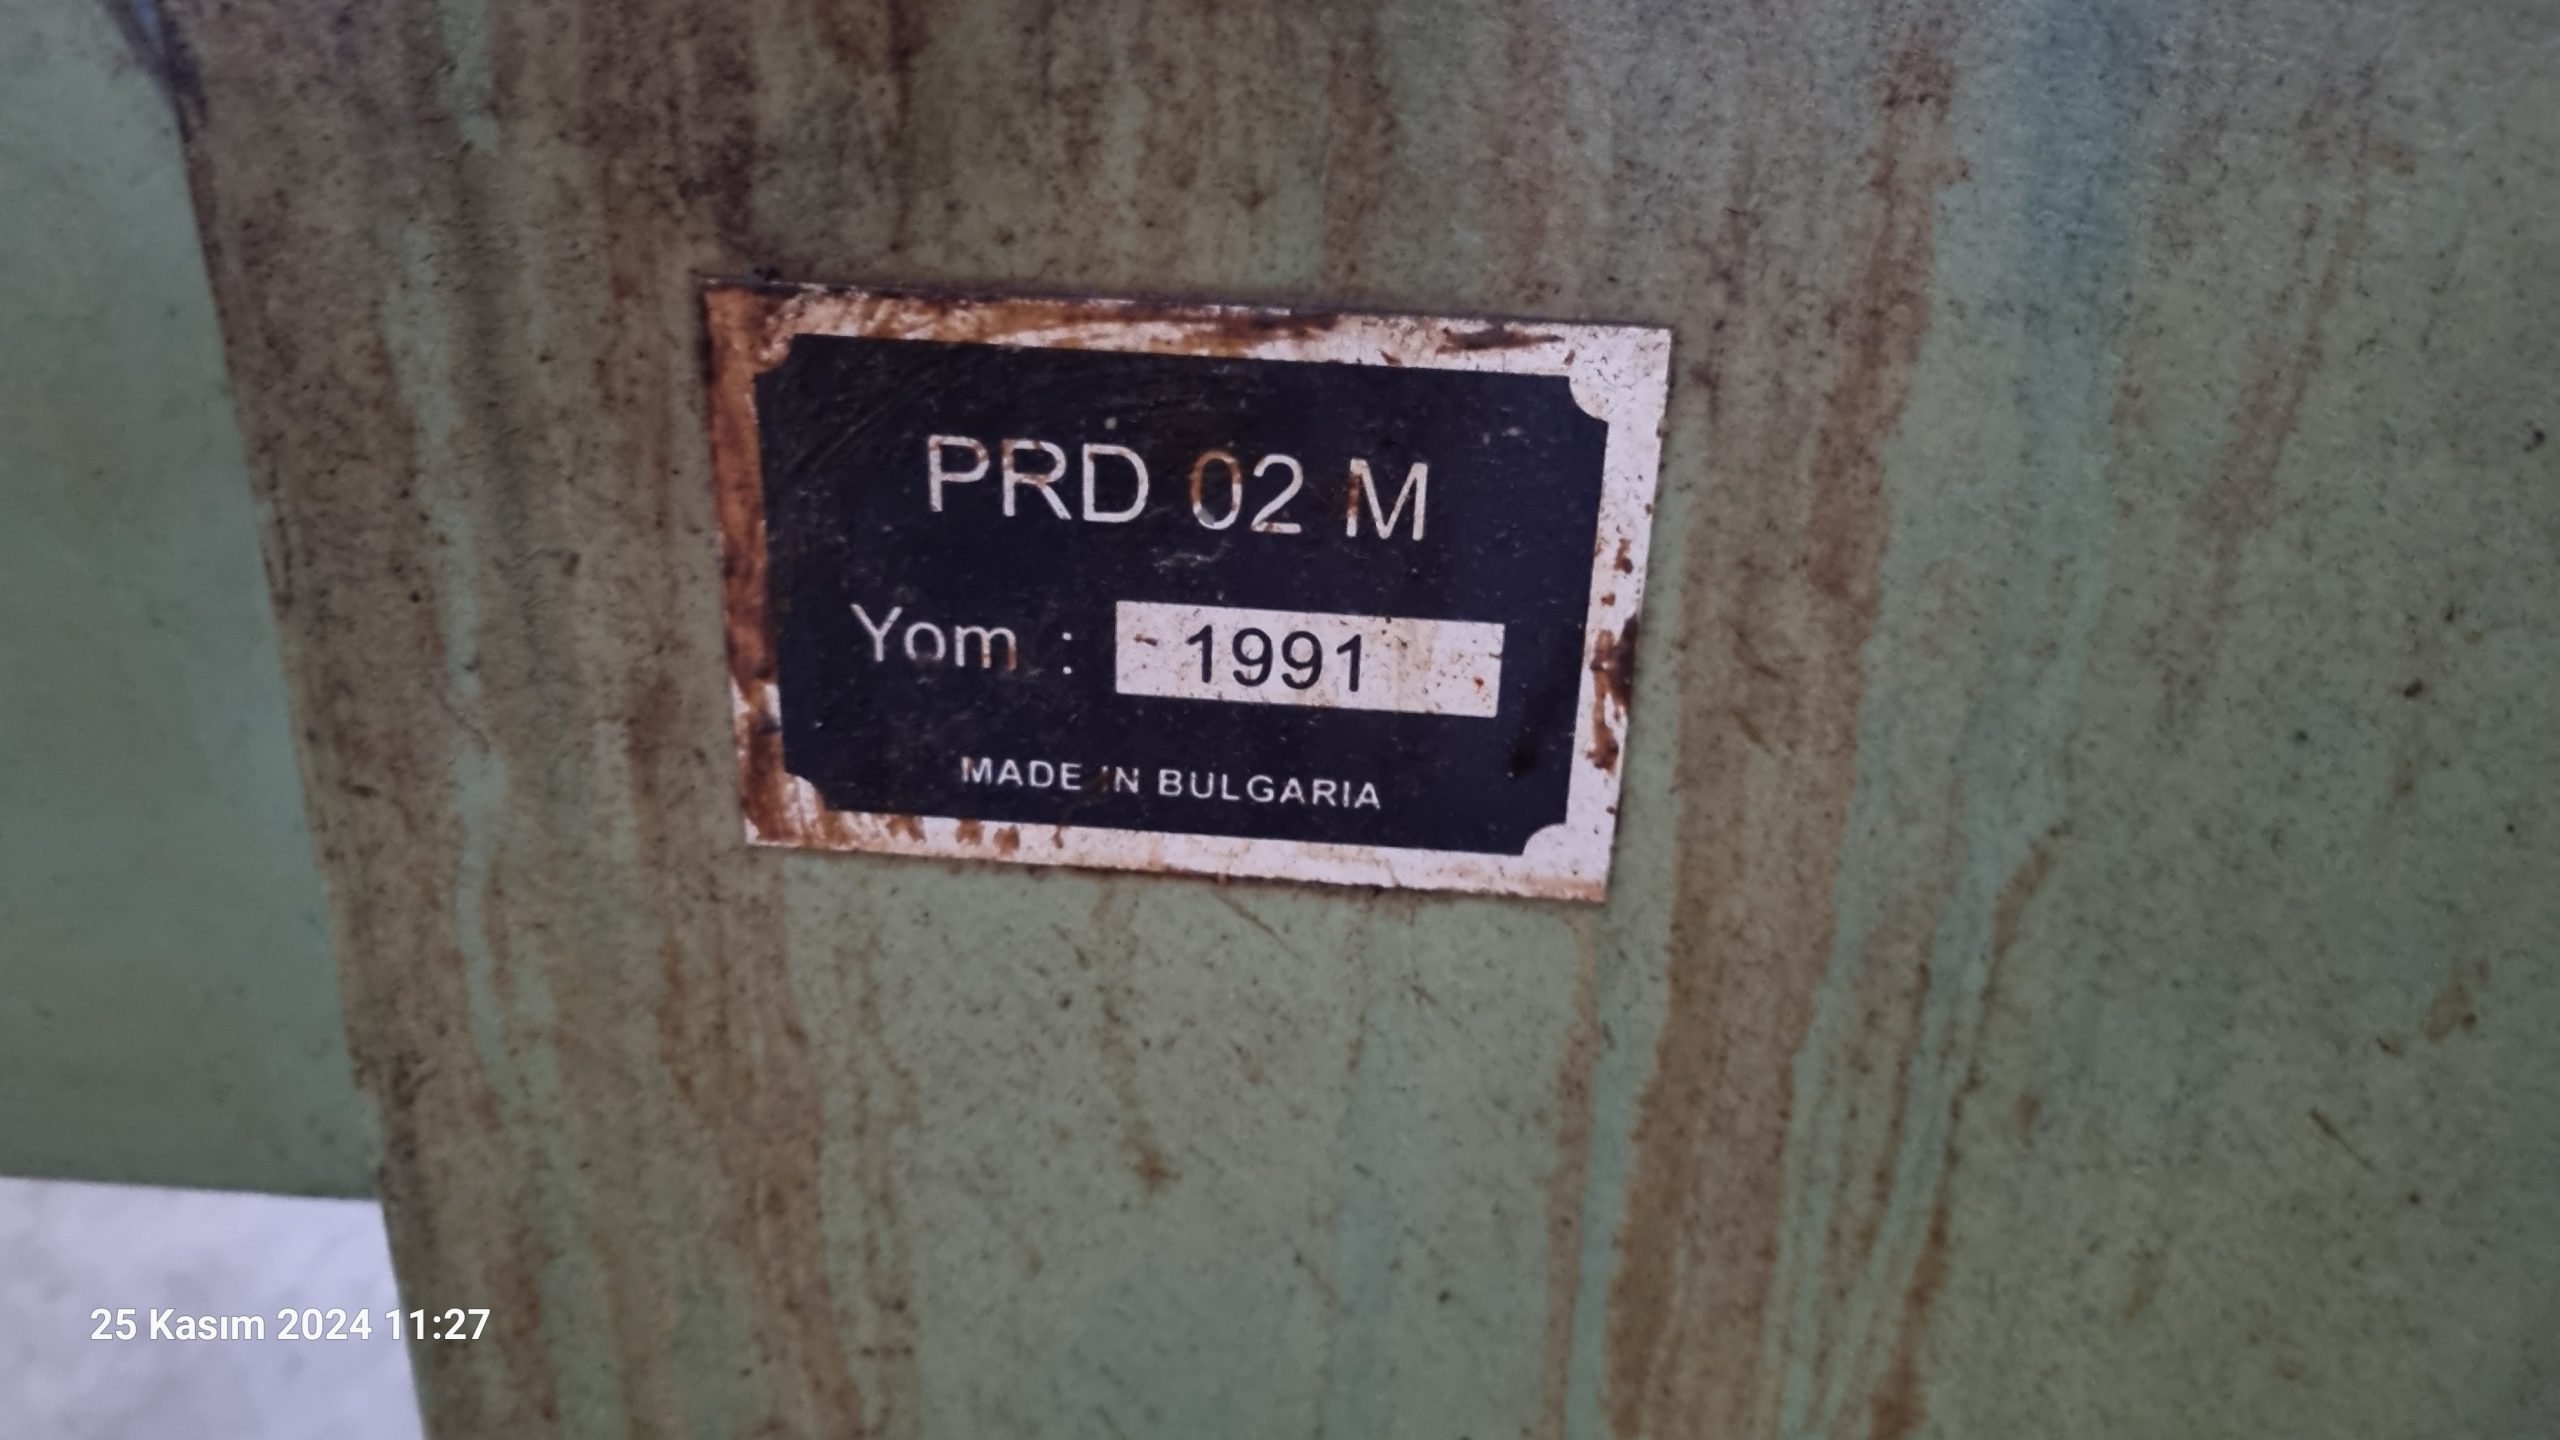 PRD 02 M
Yom : 1991
MADE IN BULGARIA
25 Kasım 2024 11:27